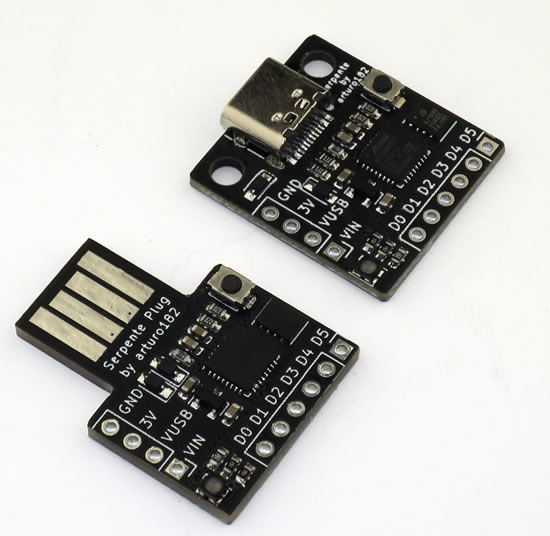 Serpente
by
arturo182
GND
3V
VUSB
VIN
D0 D1 D2 D3 D4 D5
Serpente Plug
by arturo182
GND
3V
VUSB
VIN
D0 D1 D2 D3 D4 D5